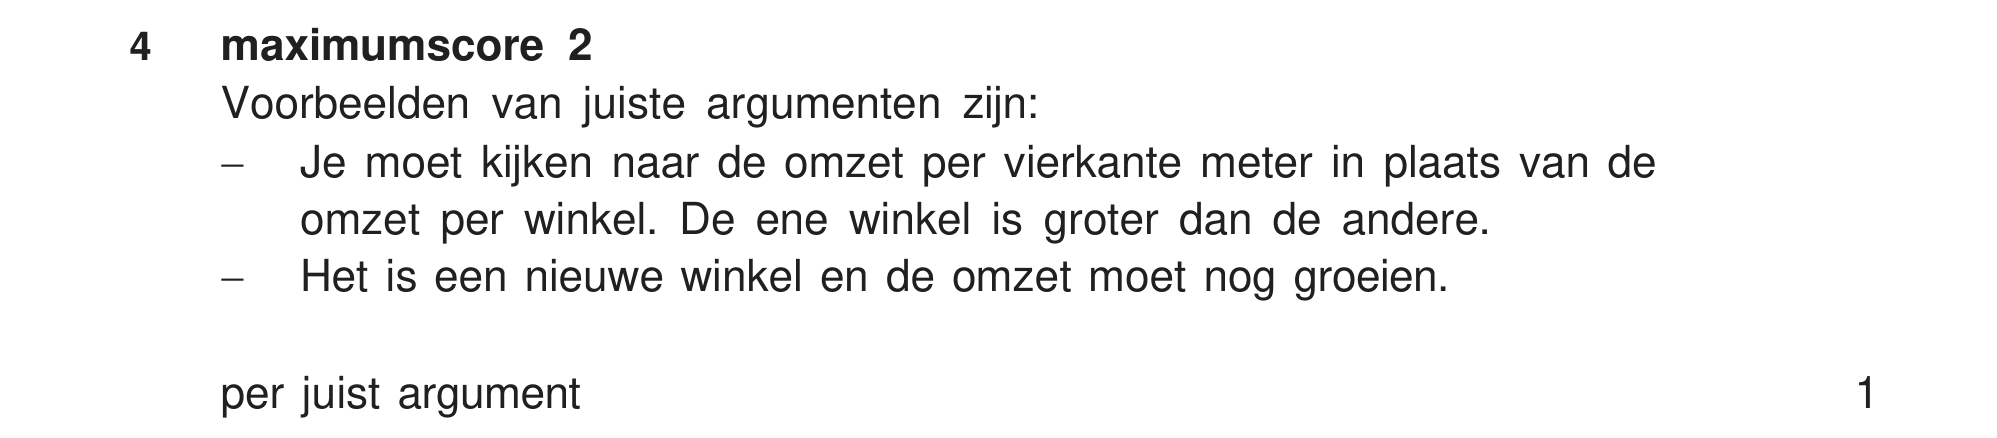 4 maximumscore 2
Voorbeelden van juiste argumenten zijn:
– Je moet kijken naar de omzet per vierkante meter in plaats van de
omzet per winkel. De ene winkel is groter dan de andere.
– Het is een nieuwe winkel en de omzet moet nog groeien.
per juist argument 1